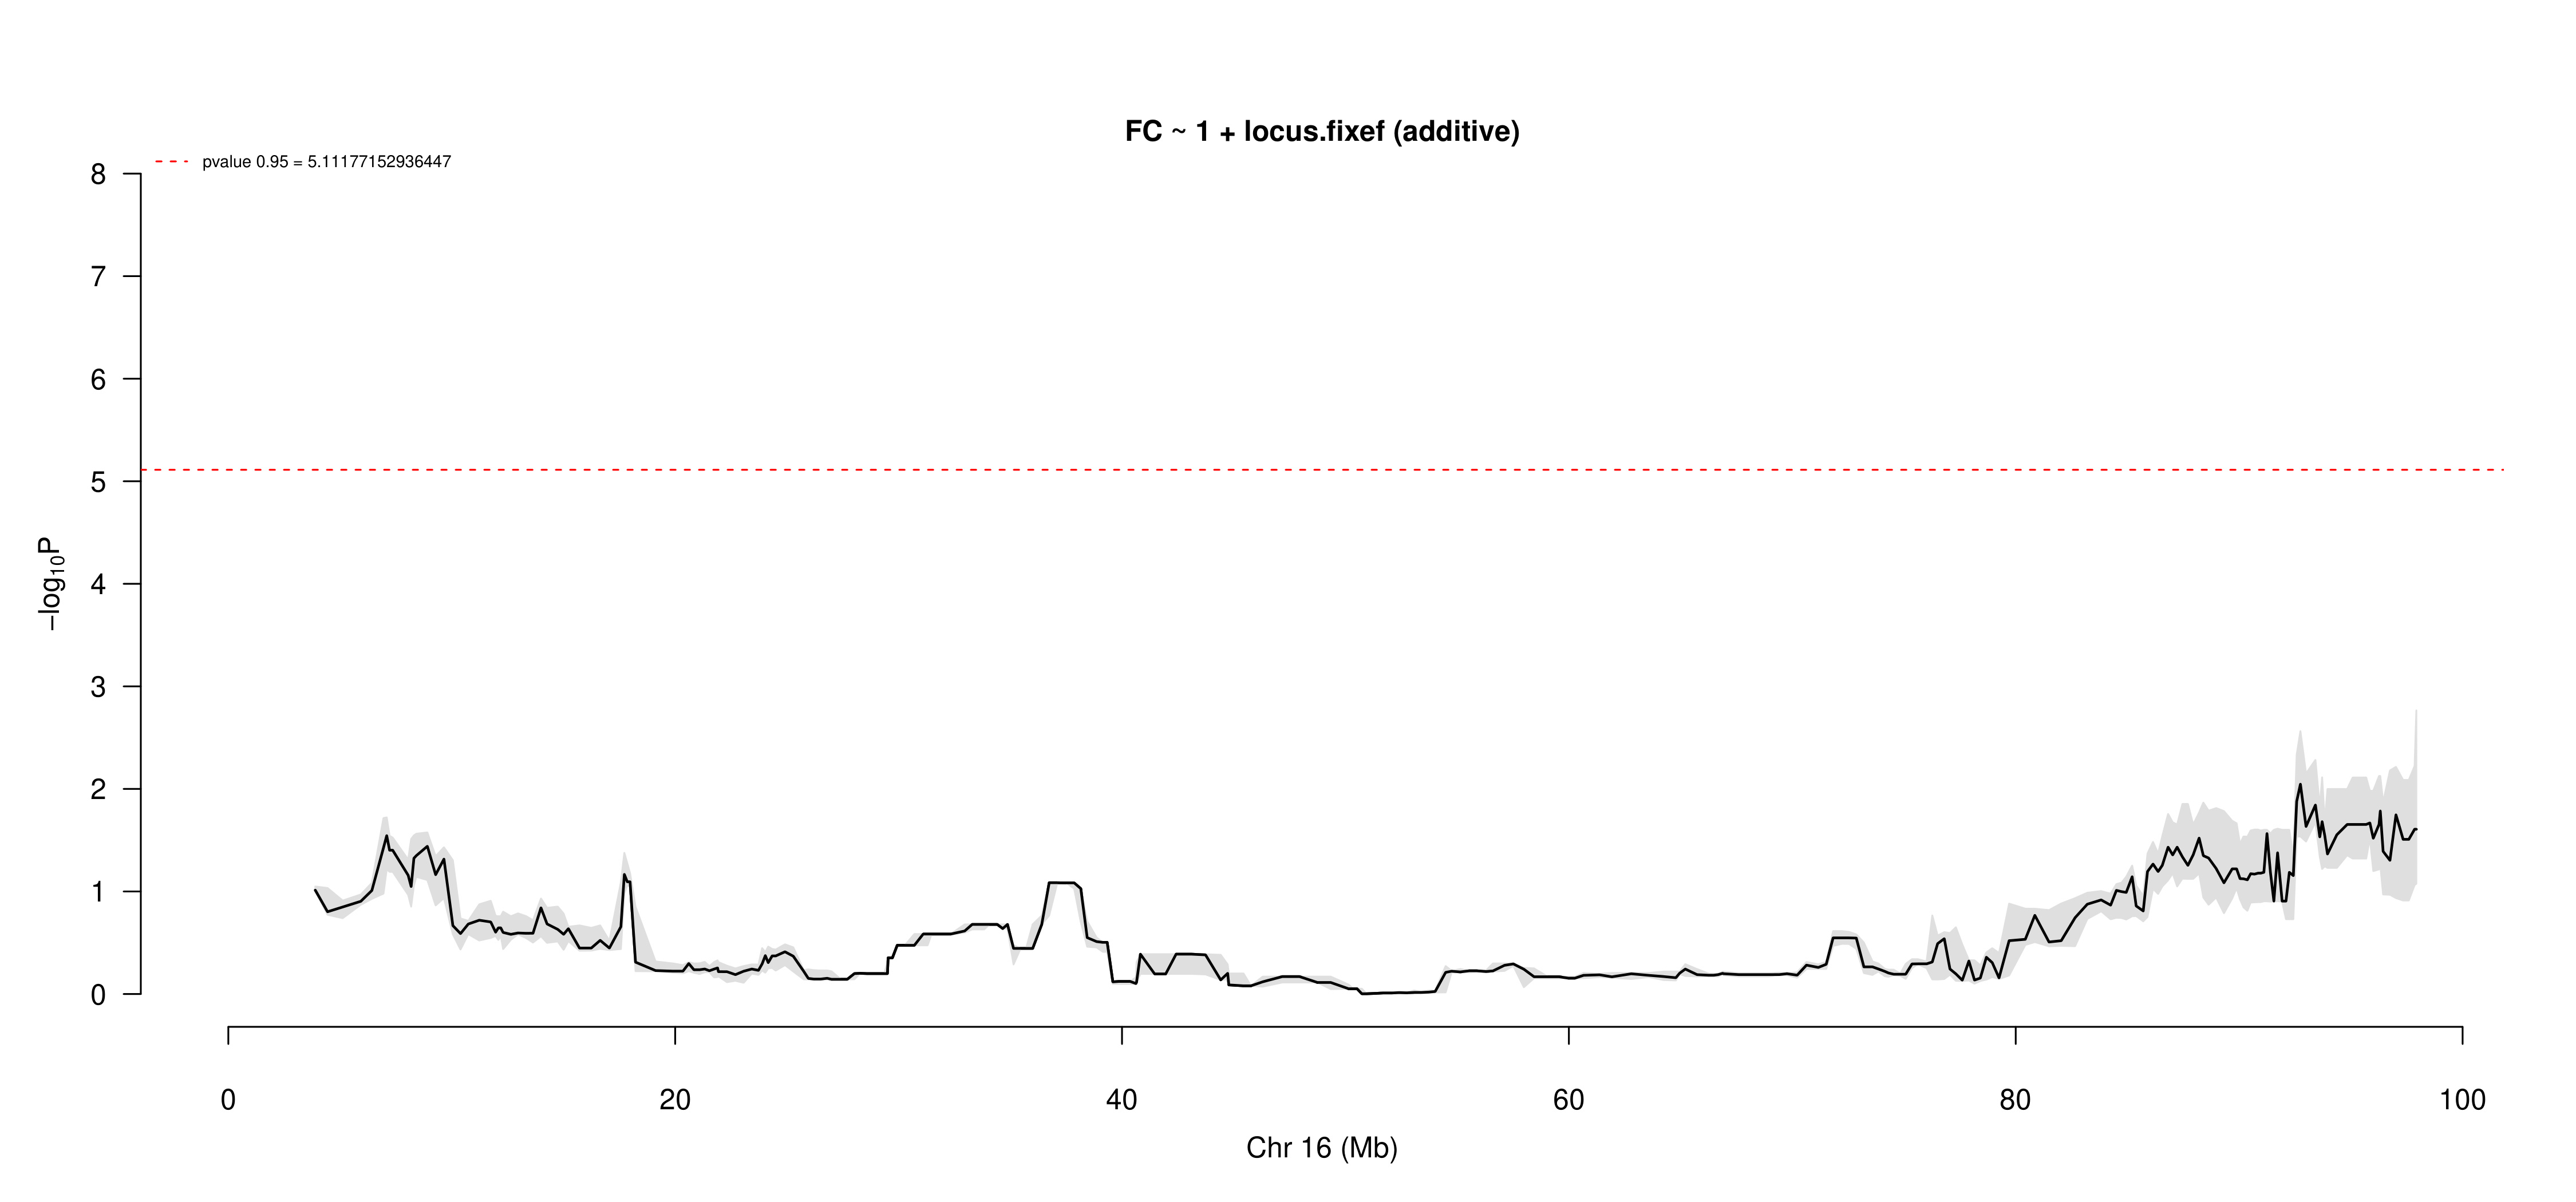 FC ~ 1 + locus.fixef (additive)
pvalue 0.95 = 5.11177152936447
8
7
6
5
4
3
2
1
0
−log10P
0 20 40 60 80 100
Chr 16 (Mb)